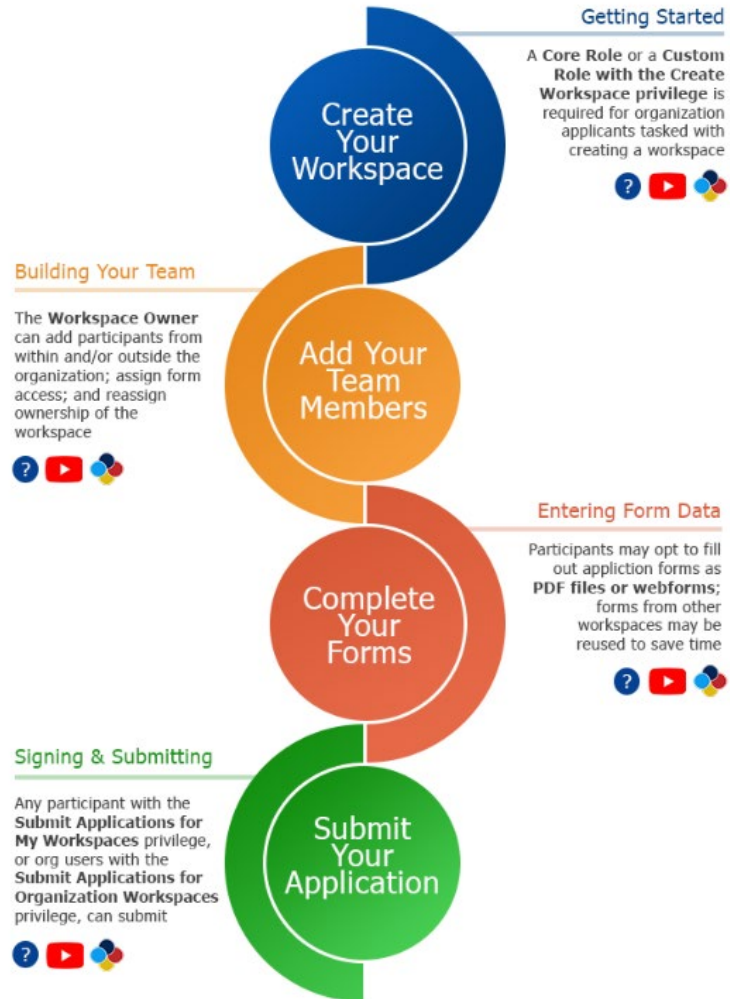 Getting Started
A Core Role or a Custom
Role with the Create
Workspace privilege is
required for organization
applicants tasked with
creating a workspace
?
Create
Your
Workspace
Building Your Team
The Workspace Owner
can add participants from
within and/or outside the
organization; assign form
access; and reassign
ownership of the
workspace
?
Add Your
Team
Members
Entering Form Data
Participants may opt to fill
out appliction forms as
PDF files or webforms;
forms from other
workspaces may be
reused to save time
?
Complete
Your
Forms
Signing & Submitting
Any participant with the
Submit Applications for
My Workspaces privilege,
or org users with the
Submit Applications for
Organization Workspaces
privilege, can submit
?
Submit
Your
Application